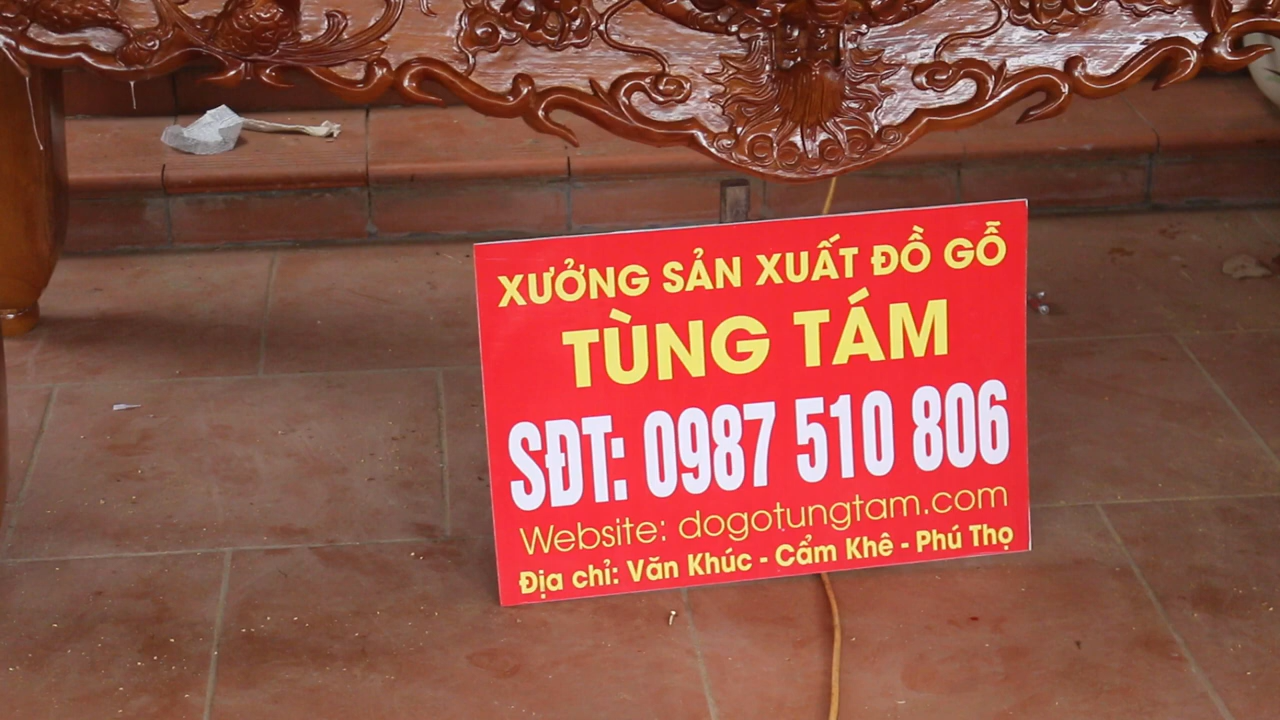 XƯỞNG SẢN XUẤT ĐỒ GỖ
TÙNG TÁM
SĐT: 0987 510 806
Website: dogotungtam.com
Địa chỉ: Văn Khúc - Cẩm Khê - Phú Thọ